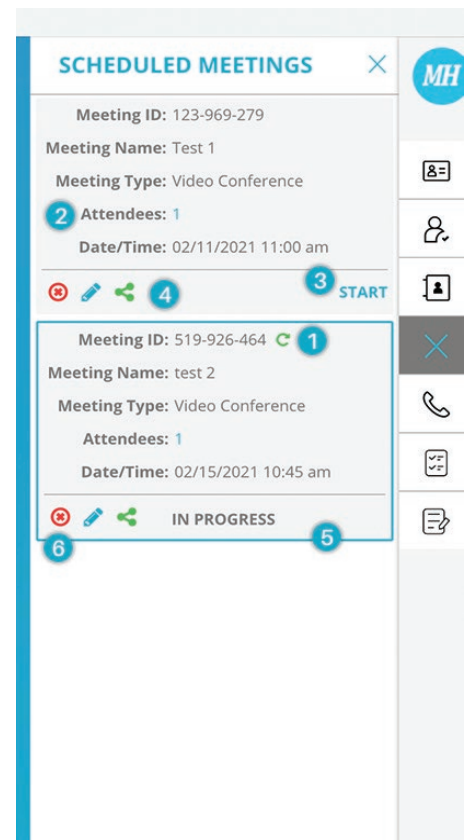 SCHEDULED MEETINGS
MH
Meeting ID: 123-969-279
Meeting Name: Test 1
Meeting Type: Video Conference
2 Attendees: 1
Date/Time: 02/11/2021 11:00 am
4 3 START
Meeting ID: 519-926-464 1
Meeting Name: test 2
Meeting Type: Video Conference
Attendees: 1
Date/Time: 02/15/2021 10:45 am
IN PROGRESS 5
6